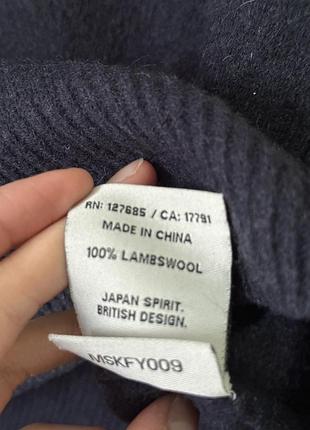 RN: 127685 / CA: 17791
MADE IN CHINA
100% LAMBSWOOL
JAPAN SPIRIT.
BRITISH DESIGN.
MSKFY009